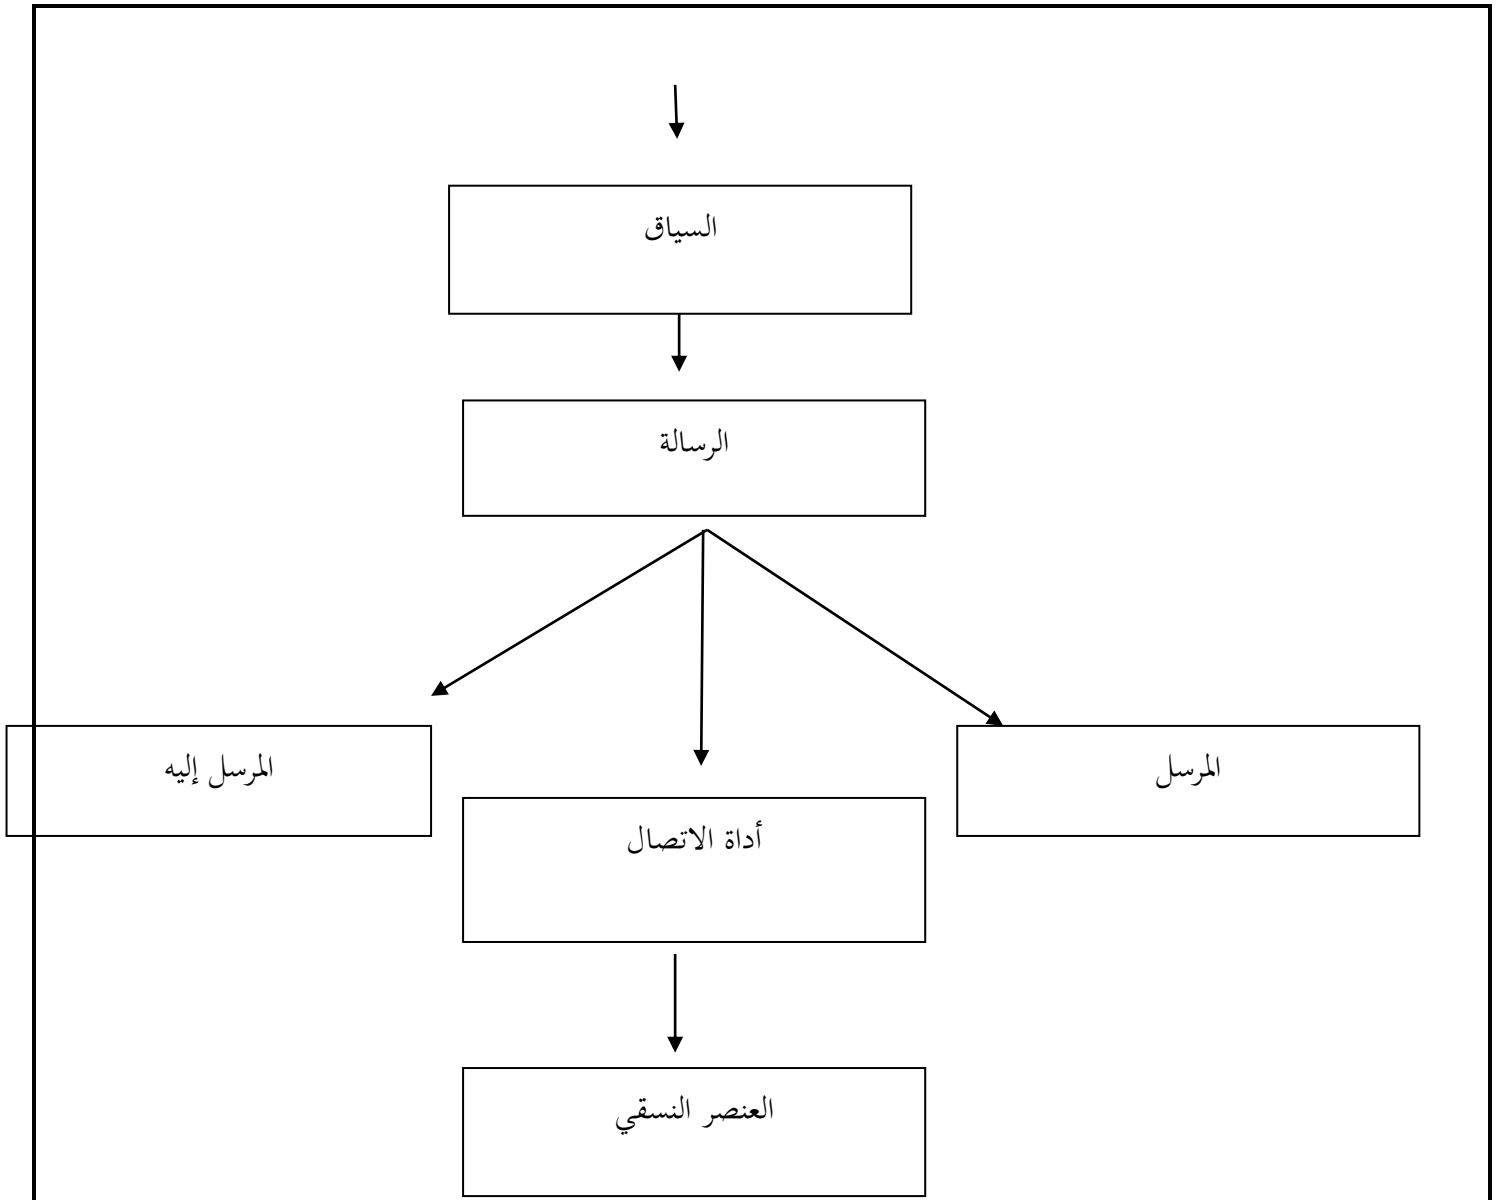 السياق
الرسالة
المرسل
المرسل إليه
أداة الاتصال
العنصر النسقي